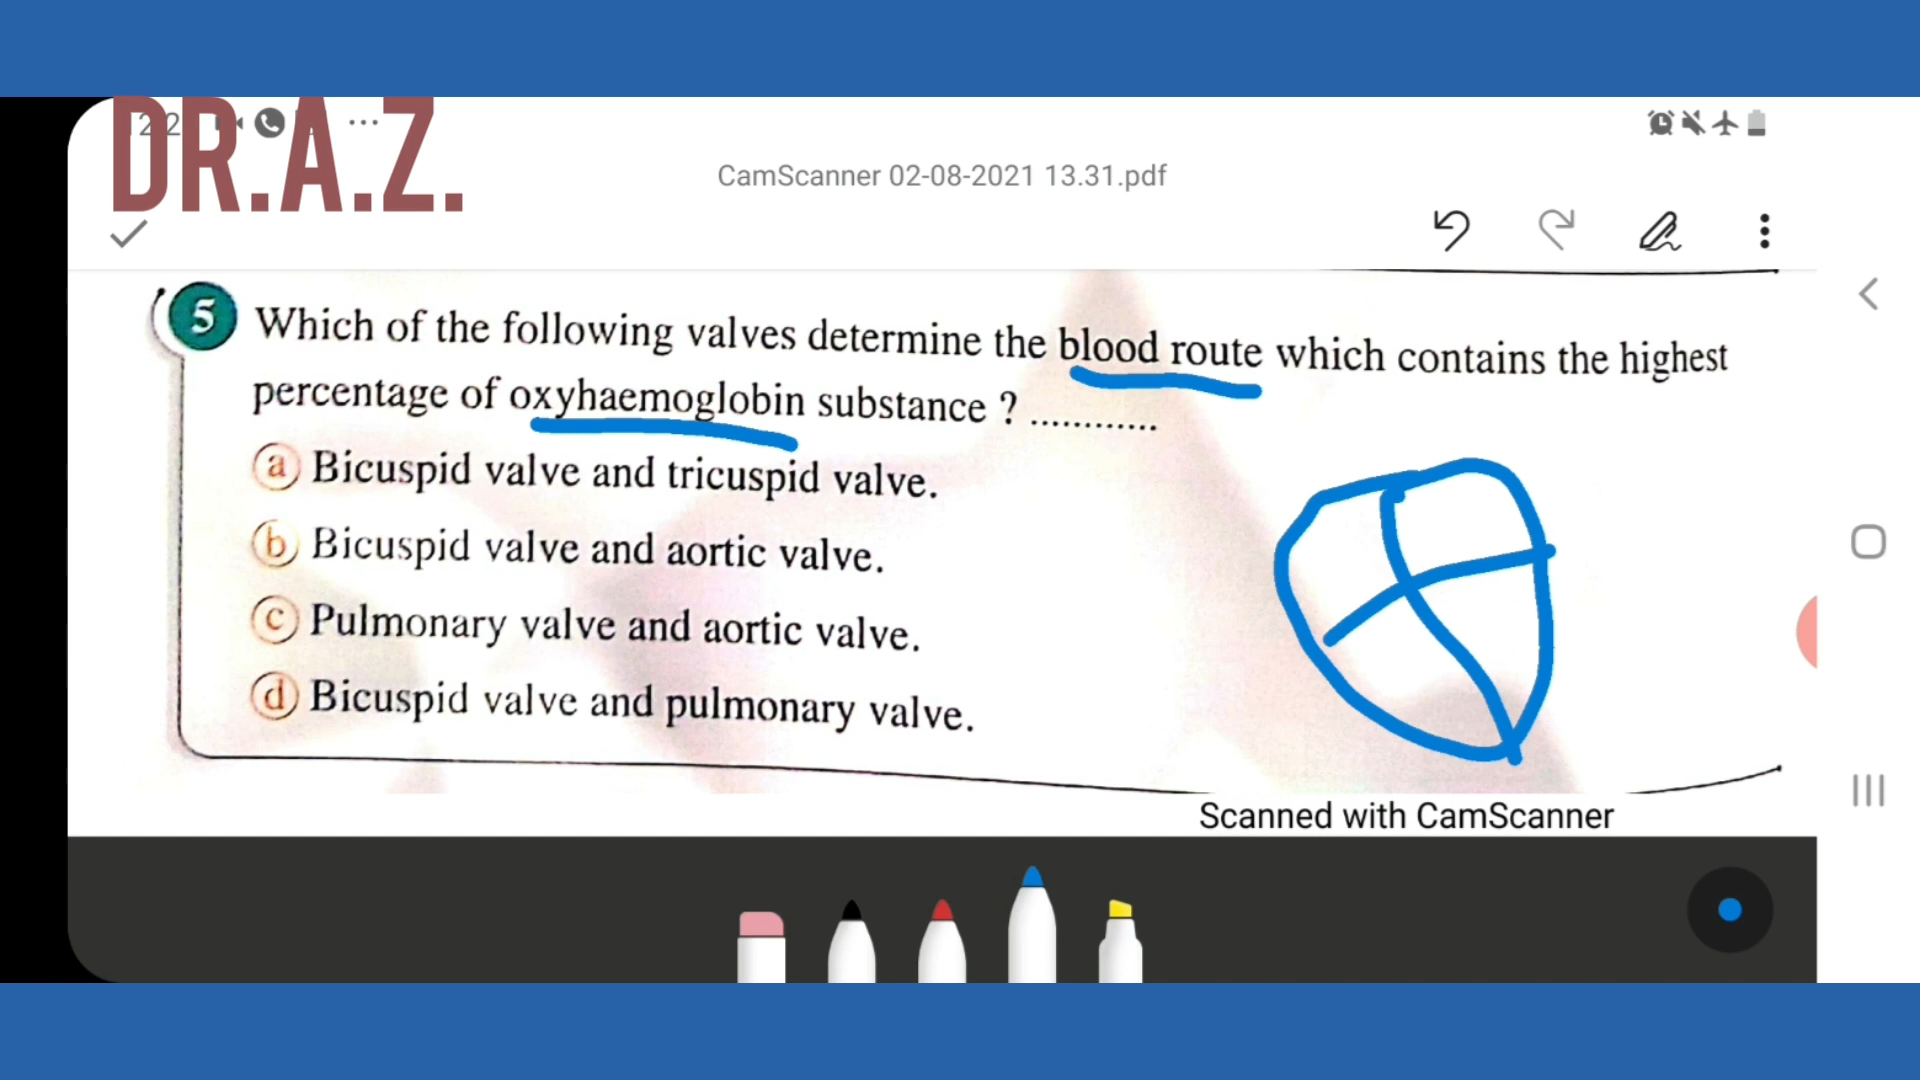 DR.A.Z.
CamScanner 02-08-2021 13.31.pdf
5 Which of the following valves determine the blood route which contains the highest
percentage of oxyhaemoglobin substance ? ............
a Bicuspid valve and tricuspid valve.
b Bicuspid valve and aortic valve.
c Pulmonary valve and aortic valve.
d Bicuspid valve and pulmonary valve.
Scanned with CamScanner